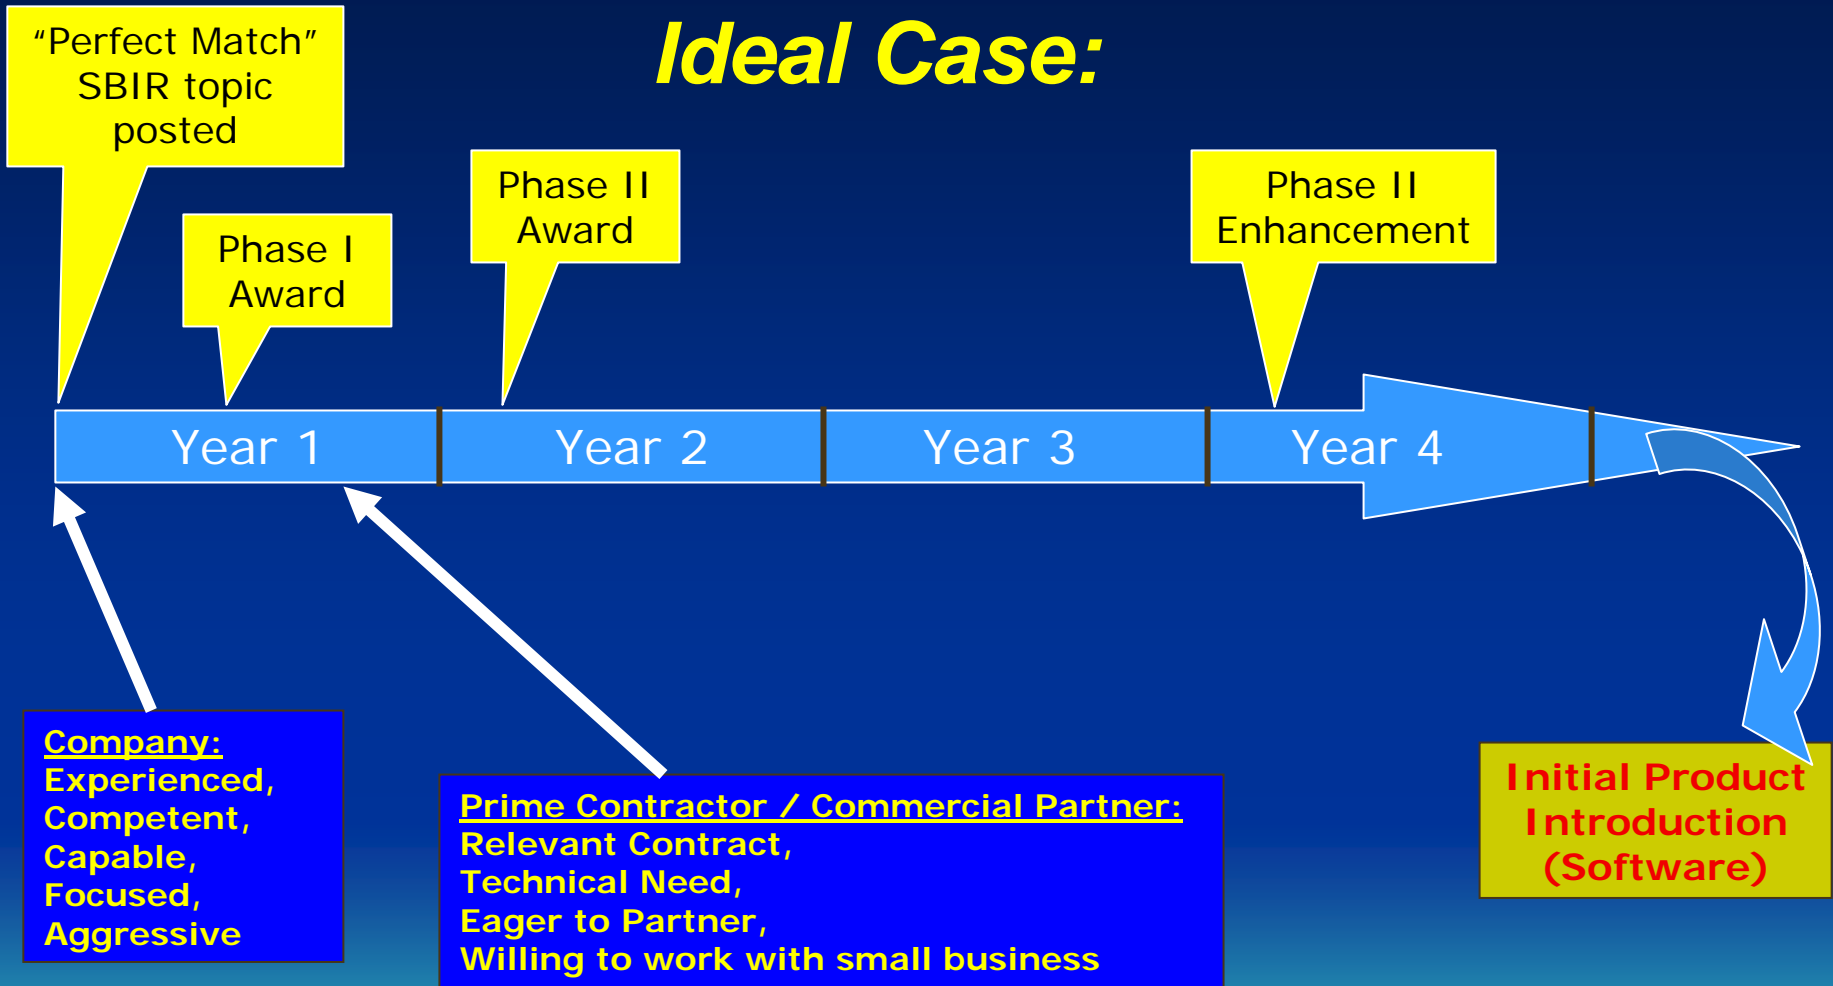 Ideal Case:
“Perfect Match”
SBIR topic
posted
Phase I
Award
Phase II
Award
Phase II
Enhancement
Year 1
Year 2
Year 3
Year 4
Company:
Experienced,
Competent,
Capable,
Focused,
Aggressive
Prime Contractor / Commercial Partner:
Relevant Contract,
Technical Need,
Eager to Partner,
Willing to work with small business
Initial Product
Introduction
(Software)